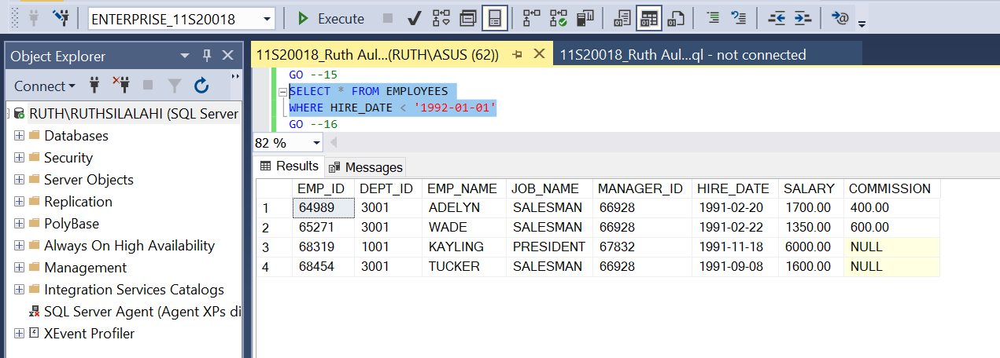 ENTERPRISE_11S20018 Execute
Object Explorer
Connect
RUTH\RUTHSILALAHI (SQL Server
Databases
Security
Server Objects
Replication
PolyBase
Always On High Availability
Management
Integration Services Catalogs
SQL Server Agent (Agent XPs di
XEvent Profiler
11S20018_Ruth Aul...(RUTH\ASUS (62)) 11S20018_Ruth Aul...ql - not connected
GO --15
SELECT * FROM EMPLOYEES
WHERE HIRE_DATE < '1992-01-01'
GO --16
82 %
Results Messages
EMP_ID DEPT_ID EMP_NAME JOB_NAME MANAGER_ID HIRE_DATE SALARY COMMISSION
1 64989 3001 ADELYN SALESMAN 66928 1991-02-20 1700.00 400.00
2 65271 3001 WADE SALESMAN 66928 1991-02-22 1350.00 600.00
3 68319 1001 KAYLING PRESIDENT 67832 1991-11-18 6000.00 NULL
4 68454 3001 TUCKER SALESMAN 66928 1991-09-08 1600.00 NULL